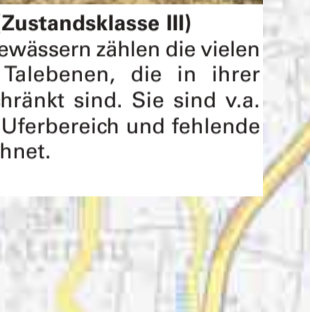 Zustandsklasse III)
ewässern zählen die vielen
Talebenen, die in ihrer
hränkt sind. Sie sind v.a.
Uferbereich und fehlende
hnet.